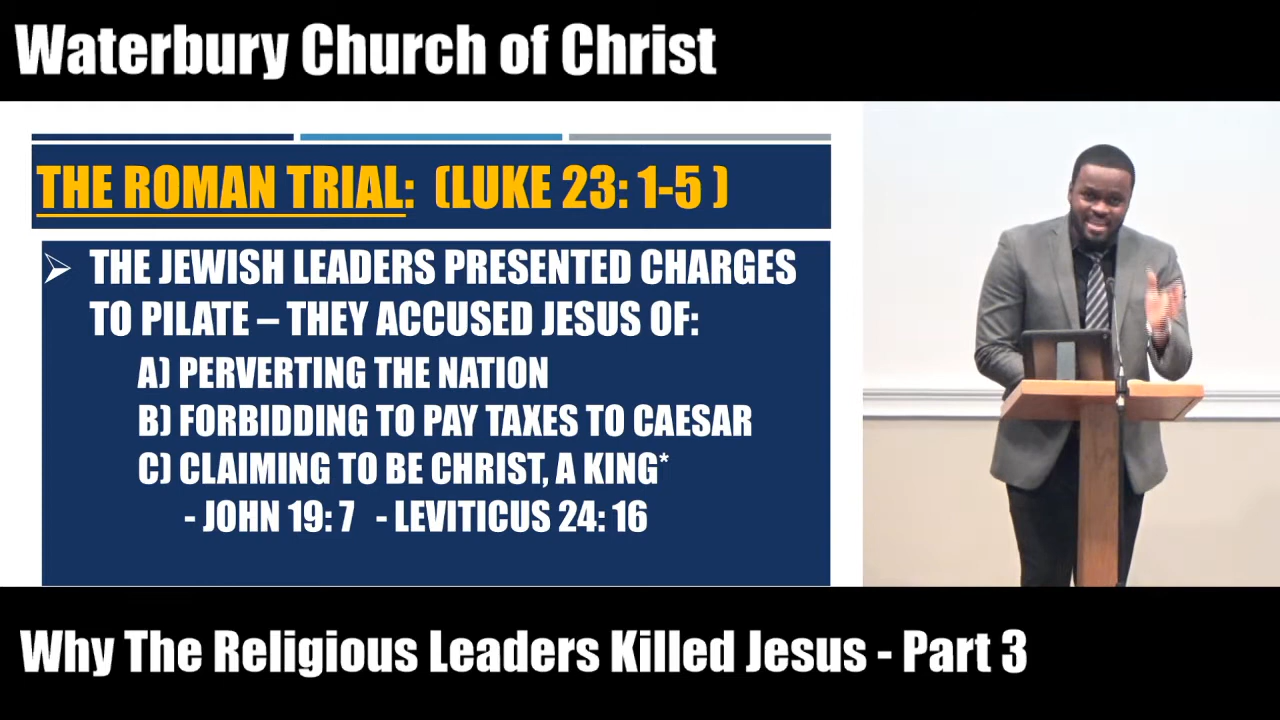 Waterbury Church of Christ
THE ROMAN TRIAL: (LUKE 23: 1-5 )
THE JEWISH LEADERS PRESENTED CHARGES
TO PILATE – THEY ACCUSED JESUS OF:
A) PERVERTING THE NATION
B) FORBIDDING TO PAY TAXES TO CAESAR
C) CLAIMING TO BE CHRIST, A KING*
- JOHN 19: 7 - LEVITICUS 24: 16
Why The Religious Leaders Killed Jesus - Part 3